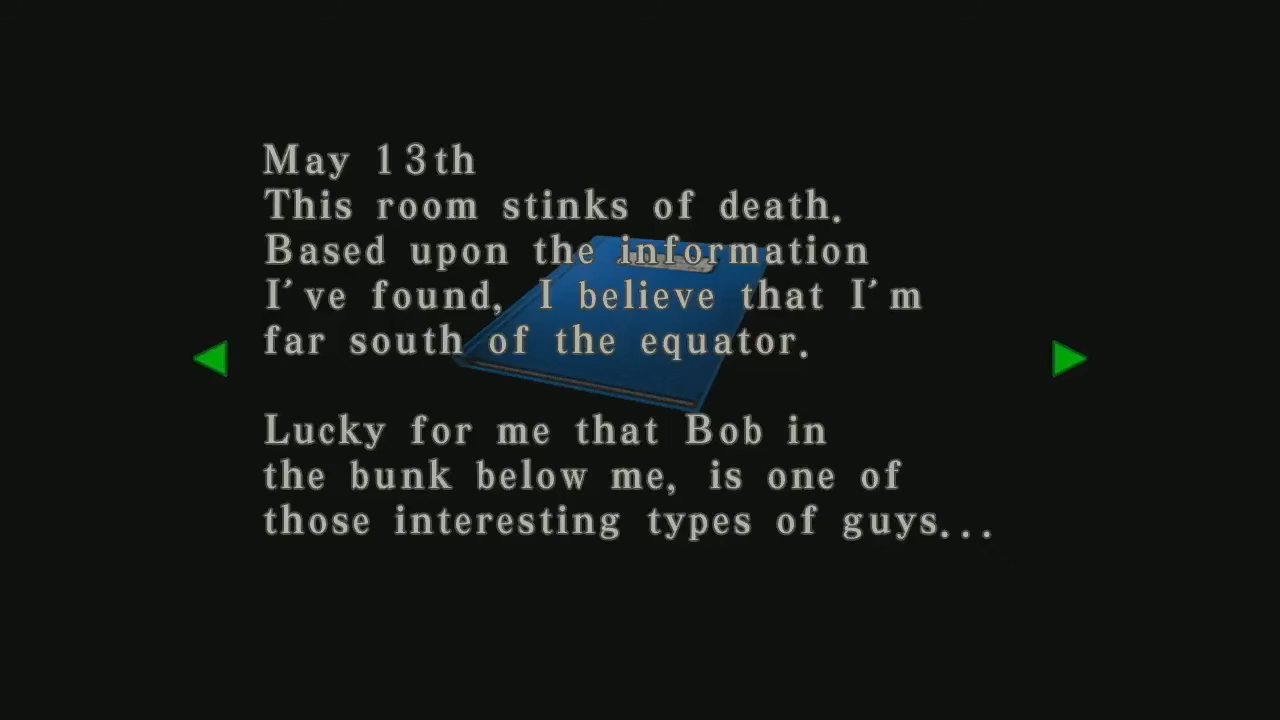 May 13th
This room stinks of death.
Based upon the information
I've found, I believe that I'm
far south of the equator.
Lucky for me that Bob in
the bunk below me, is one of
those interesting types of guys...